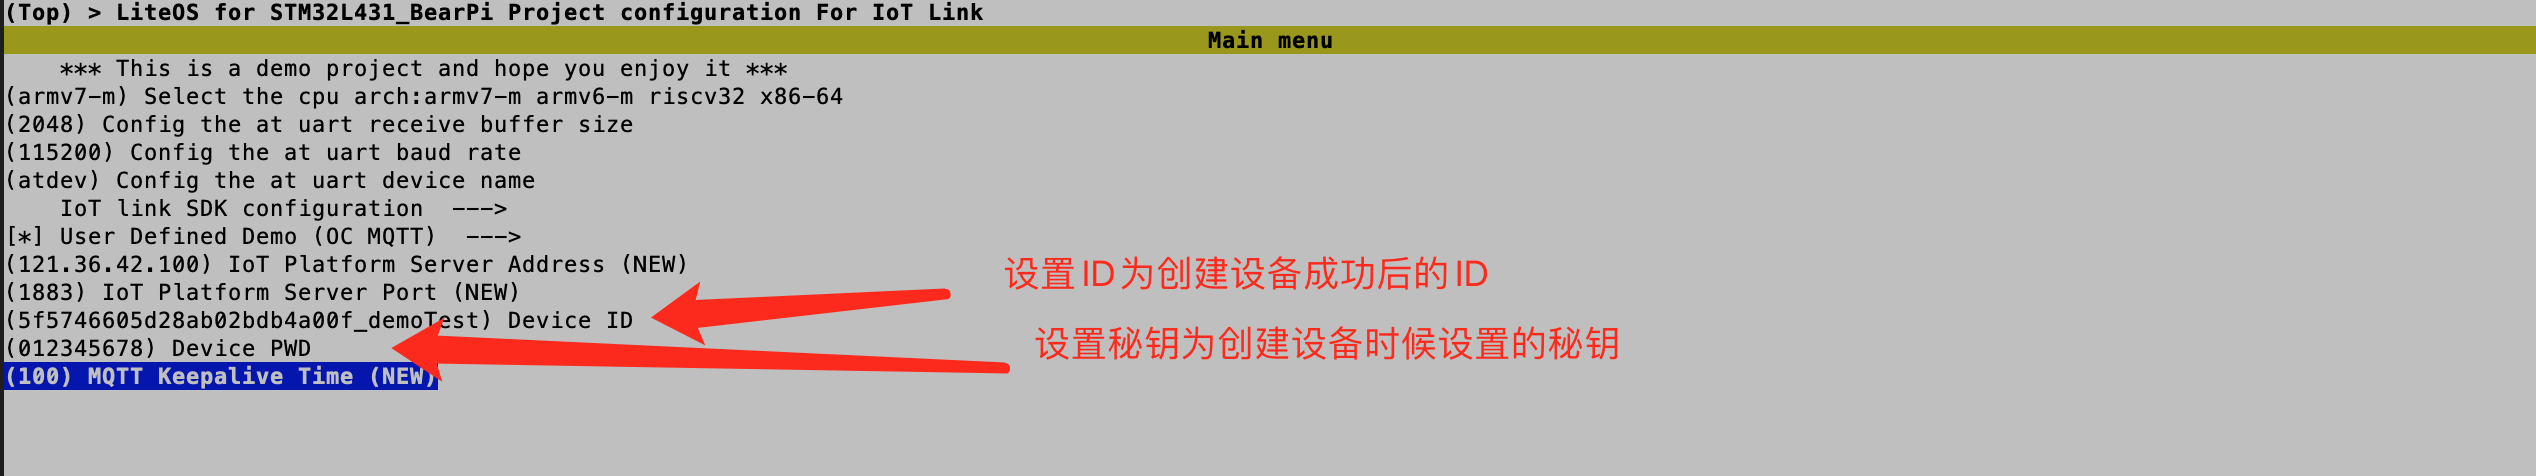 (Top) > LiteOS for STM32L431_BearPi Project configuration For IoT Link
Main menu
*** This is a demo project and hope you enjoy it ***
(armv7-m) Select the cpu arch:armv7-m armv6-m riscv32 x86-64
(2048) Config the at uart receive buffer size
(115200) Config the at uart baud rate
(atdev) Config the at uart device name
IoT link SDK configuration  --->
[*] User Defined Demo (OC MQTT)  --->
(121.36.42.100) IoT Platform Server Address (NEW)
设置ID为创建设备成功后的ID
(1883) IoT Platform Server Port (NEW)
(5f5746605d28ab02bdb4a00f_demoTest) Device ID
设置秘钥为创建设备时候设置的秘钥
(012345678) Device PWD
(100) MQTT Keepalive Time (NEW)